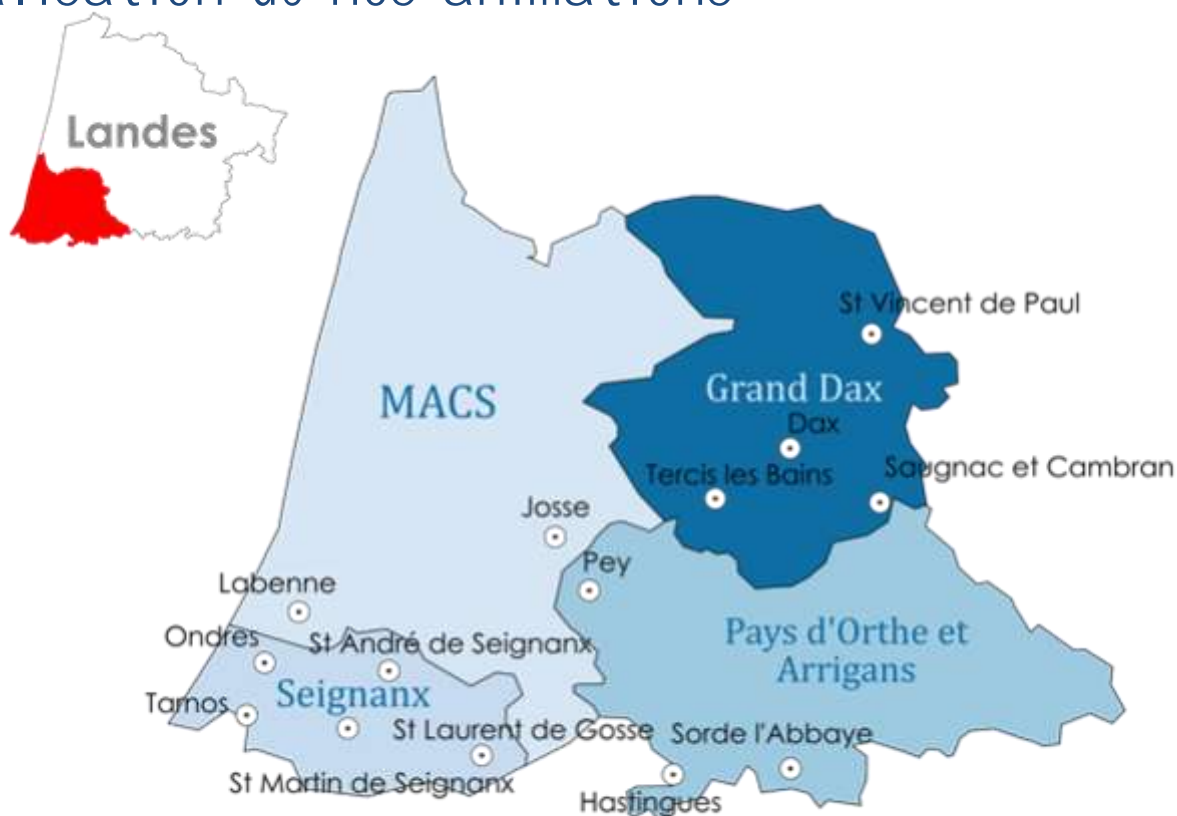 de nos
Landes
St Vincent de Paul
MACS
Grand Dax
Dax
Tercis les Bains
Saugnac et Cambran
Josse
Pey
Labenne
Ondres
St André de Seignanx
Pays d'Orthe et
Arrigans
Seignanx
Tarnos
St Laurent de Gosse
Sorde l'Abbaye
St Martin de Seignanx
Hastingues